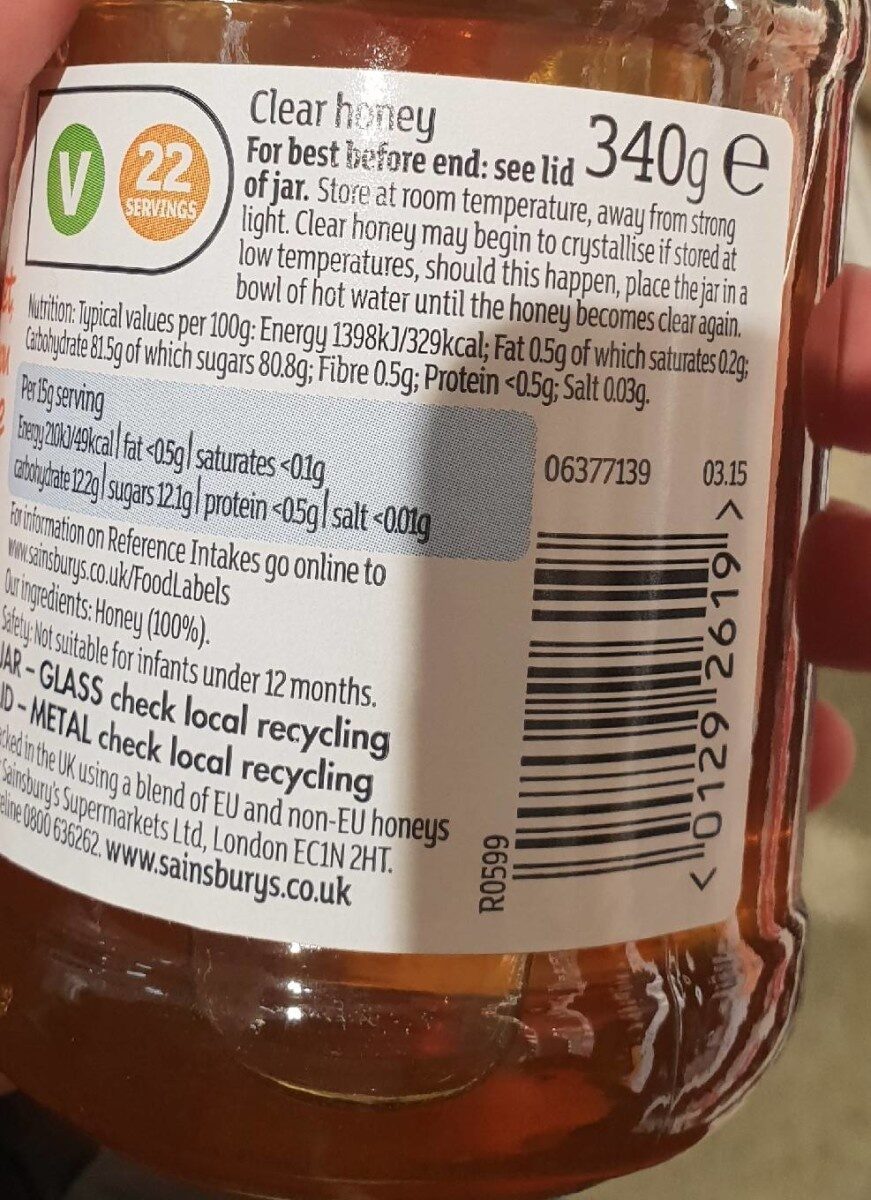 V
22
SERVINGS
Clear honey
340g e
For best before end: see lid
of jar. Store at room temperature, away from strong
light. Clear honey may begin to crystallise if stored at
low temperatures, should this happen, place the jar in a
bowl of hot water until the honey becomes clear again.
Nutrition: Typical values per 100g: Energy 1398kJ/329kcal; Fat 0.5g of which saturates 0.2g;
Carbohydrate 81.5g of which sugars 80.8g; Fibre 0.5g; Protein <0.5g; Salt 0.03g.
Per 15g serving
Energy 210kJ/49kcal | fat <0.5g | saturates <0.1g
carbohydrate 12.2g | sugars 12.1g | protein <0.5g | salt <0.01g
For information on Reference Intakes go online to
www.sainsburys.co.uk/FoodLabels
Our ingredients: Honey (100%).
Safety: Not suitable for infants under 12 months.
JAR – GLASS check local recycling
– METAL check local recycling
in the UK using a blend of EU and non-EU honeys
Sainsbury's Supermarkets Ltd, London EC1N 2HT.
0800 636262. www.sainsburys.co.uk
06377139 03.15
R0599
< 0129 2619 >